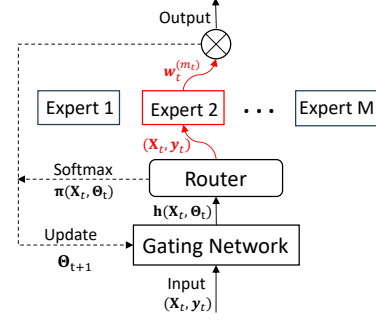 Output
w_t^{(m_t)}
Expert 1
Expert 2
• • •
Expert M
(X_t, y_t)
Softmax
π(X_t, Θ_t)
Router
h(X_t, Θ_t)
Update
Θ_{t+1}
Gating Network
Input
(X_t, y_t)